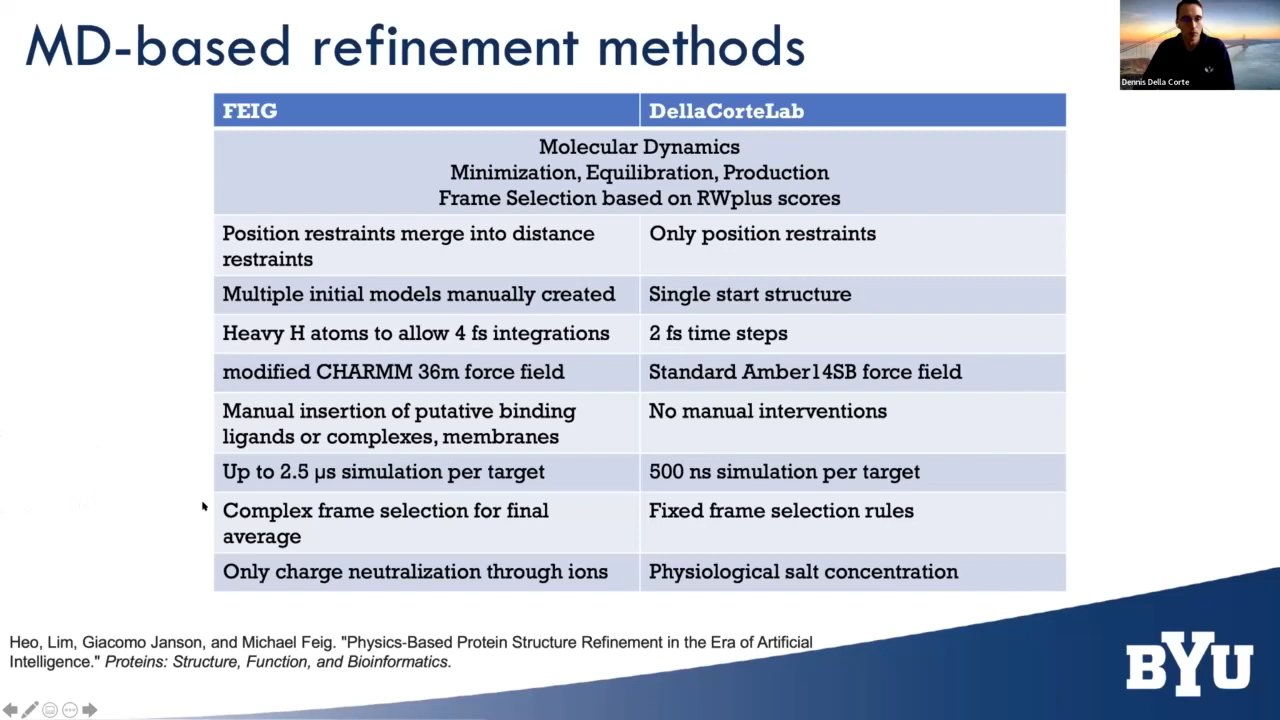 MD-based refinement methods
Dennis Della Corte
FEIG
DellaCorteLab
Molecular Dynamics
Minimization, Equilibration, Production
Frame Selection based on RWplus scores
Position restraints merge into distance
restraints
Only position restraints
Multiple initial models manually created
Single start structure
Heavy H atoms to allow 4 fs integrations
2 fs time steps
modified CHARMM 36m force field
Standard Amber14SB force field
Manual insertion of putative binding
ligands or complexes, membranes
No manual interventions
Up to 2.5 µs simulation per target
500 ns simulation per target
Complex frame selection for final
average
Fixed frame selection rules
Only charge neutralization through ions
Physiological salt concentration
Heo, Lim, Giacomo Janson, and Michael Feig. "Physics-Based Protein Structure Refinement in the Era of Artificial
Intelligence." Proteins: Structure, Function, and Bioinformatics.
BYU